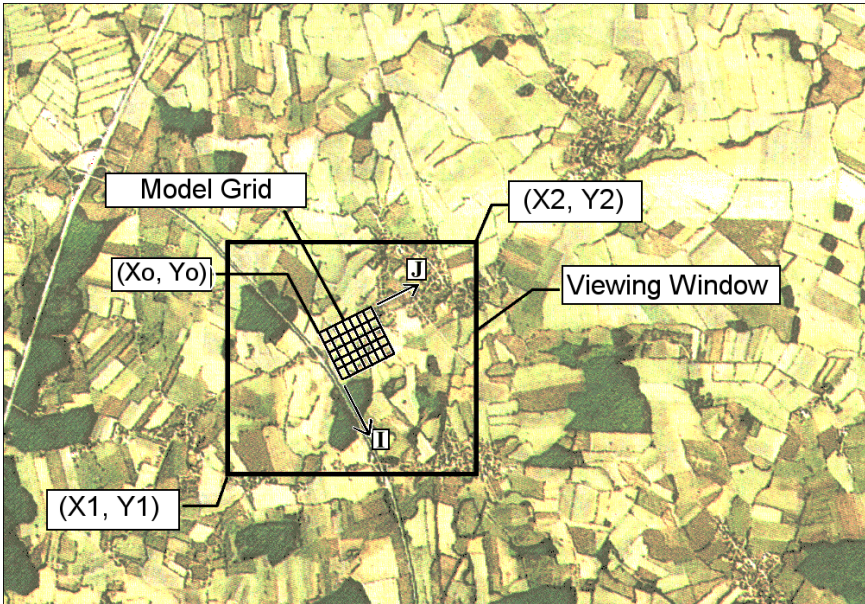 Model Grid
(X2, Y2)
(Xo, Yo)
J
Viewing Window
I
(X1, Y1)